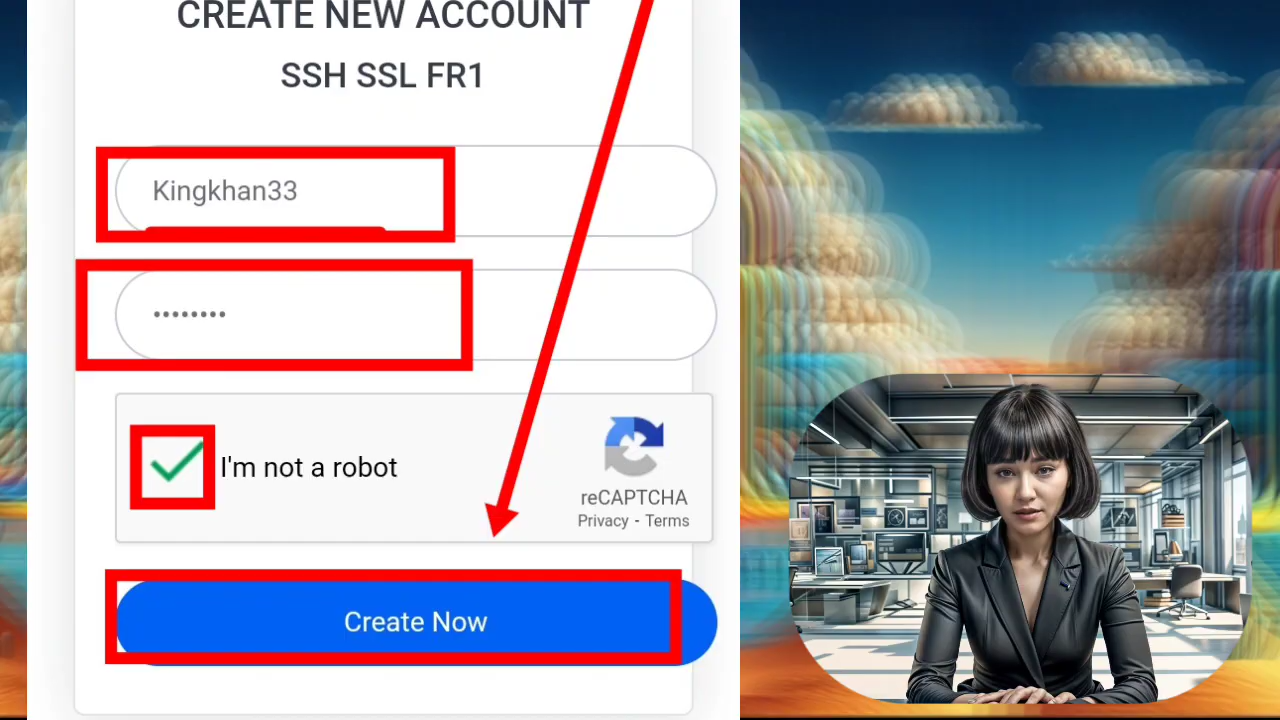 CREATE NEW ACCOUNT
SSH SSL FR1
Kingkhan33
••••••••
I'm not a robot
reCAPTCHA
Privacy - Terms
Create Now